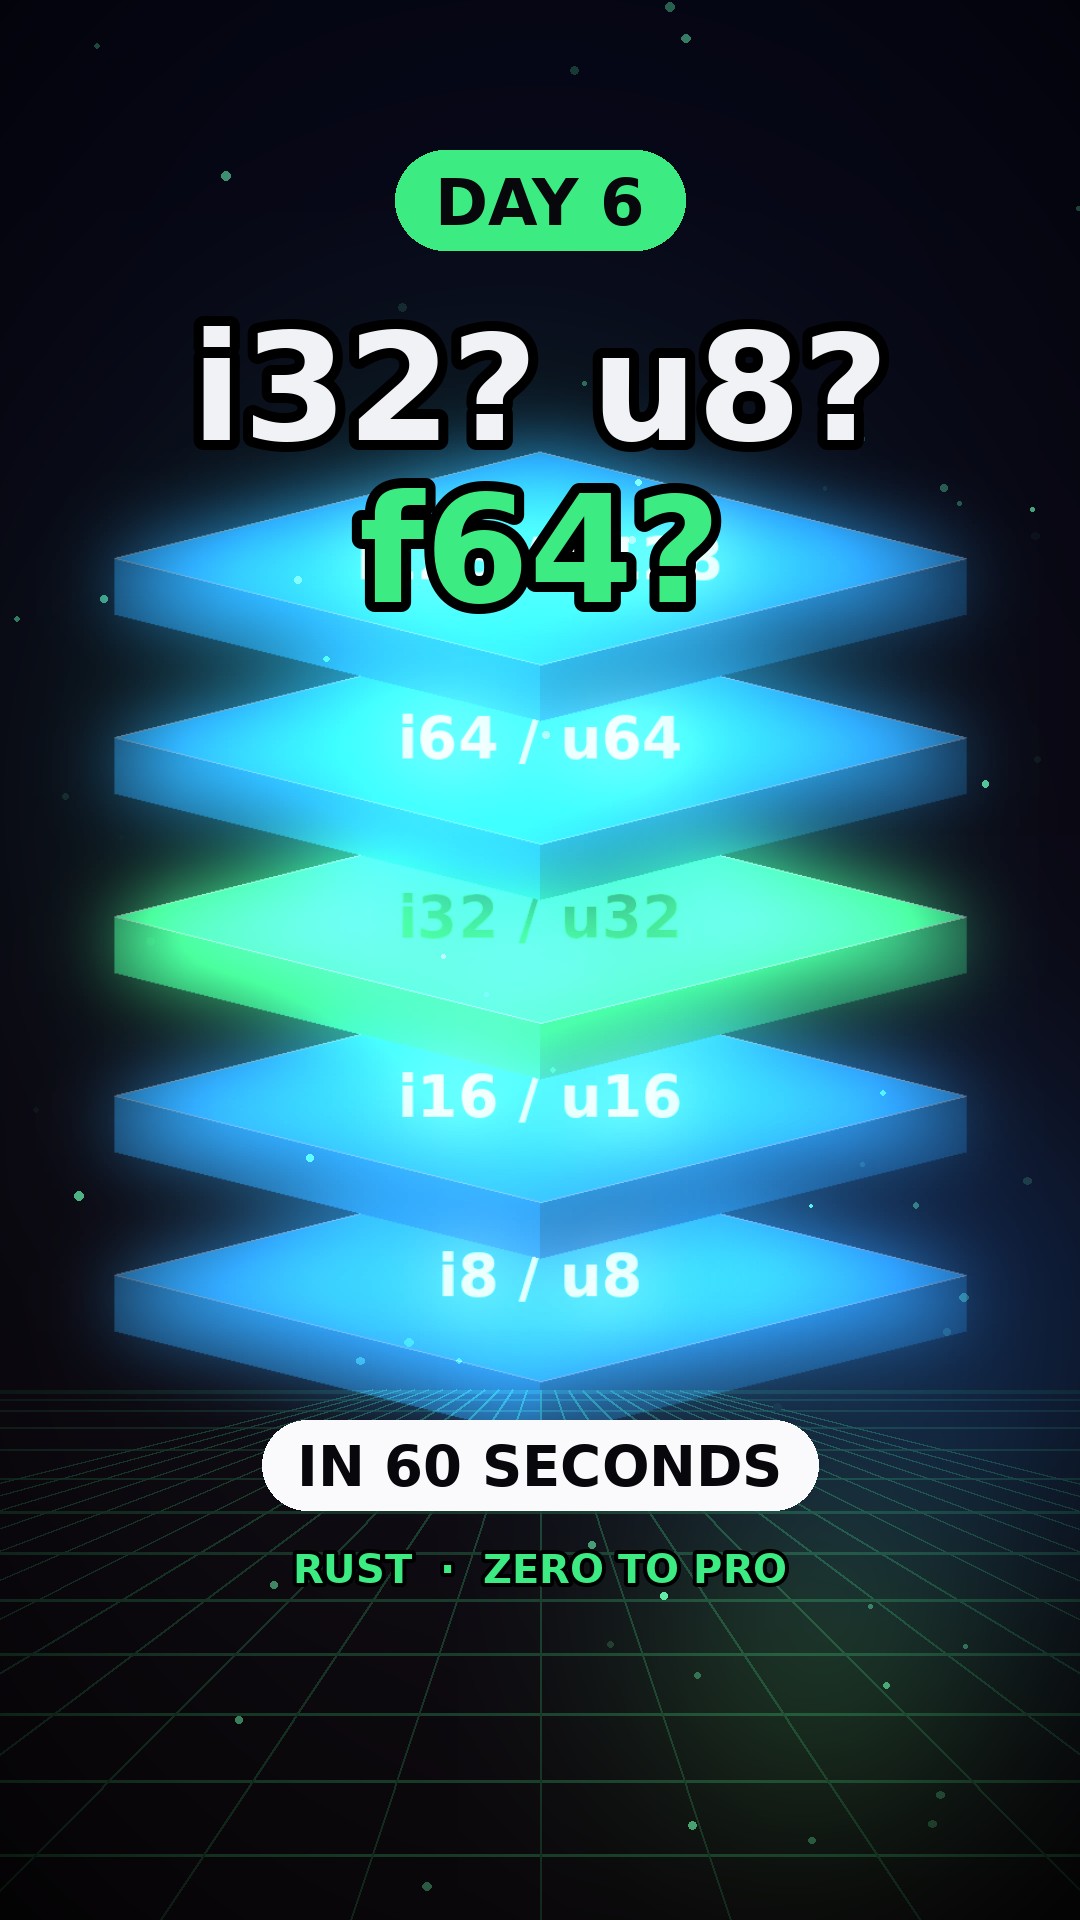 DAY 6
i32? u8?
f64?
i64 / u64
i32 / u32
i16 / u16
i8 / u8
IN 60 SECONDS
RUST · ZERO TO PRO